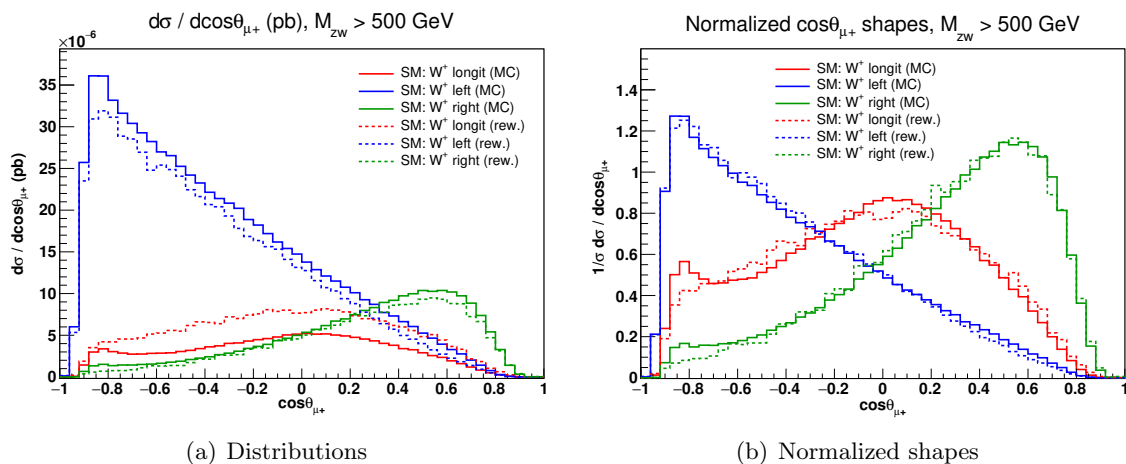 dσ / dcosθμ+ (pb), Mzw > 500 GeV
×10−6
35
30
25
20
15
10
5
0
dσ / dcosθμ+ (pb)
SM: W+ longit (MC)
SM: W+ left (MC)
SM: W+ right (MC)
SM: W+ longit (rew.)
SM: W+ left (rew.)
SM: W+ right (rew.)
−1 −0.8 −0.6 −0.4 −0.2 0 0.2 0.4 0.6 0.8 1
cosθμ+
(a) Distributions
Normalized cosθμ+ shapes, Mzw > 500 GeV
1.4
1.2
1
0.8
0.6
0.4
0.2
0
1/σ dσ / dcosθμ+
SM: W+ longit (MC)
SM: W+ left (MC)
SM: W+ right (MC)
SM: W+ longit (rew.)
SM: W+ left (rew.)
SM: W+ right (rew.)
−1 −0.8 −0.6 −0.4 −0.2 0 0.2 0.4 0.6 0.8 1
cosθμ+
(b) Normalized shapes